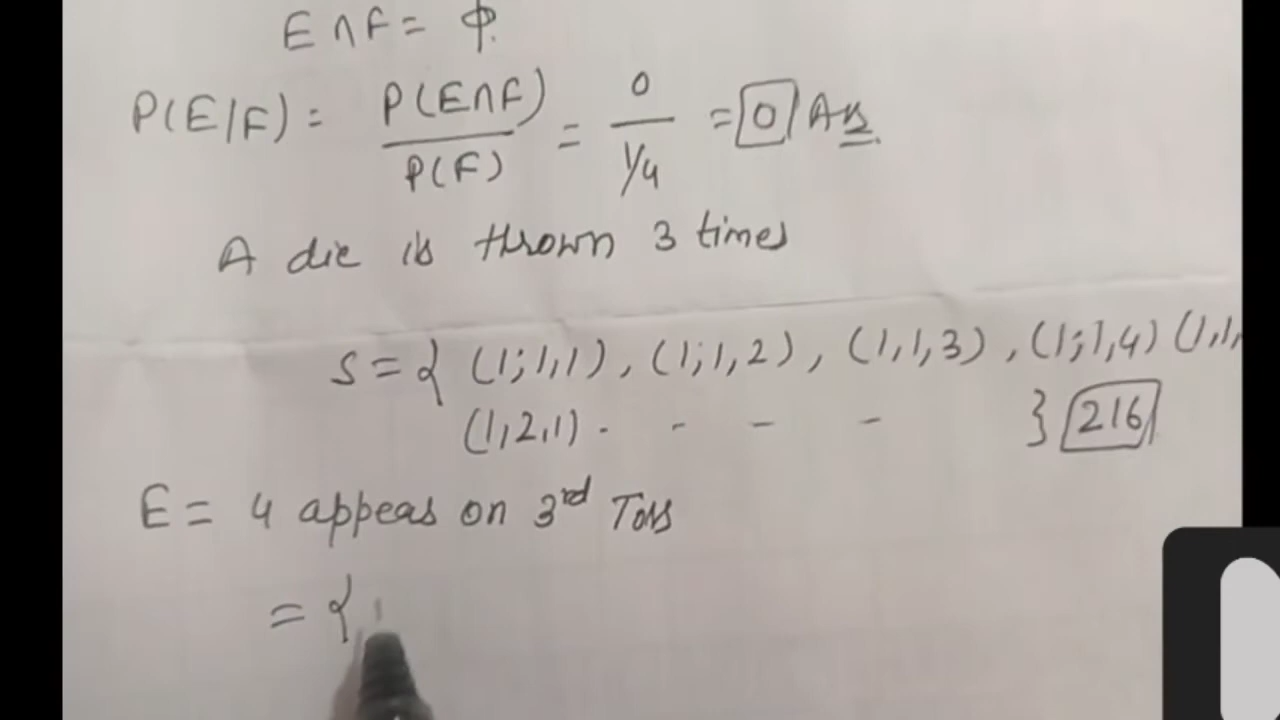 E ∩ F = φ.
P(E/F) = P(E∩F) / P(F) = 0 / 1/4 = 0 Ans.
A die is thrown 3 times
S = { (1;1,1), (1;1,2), (1,1,3), (1;1,4) (1,1,
(1,2,1) - - - - } 216
E = 4 appeas on 3rd Toss
= {